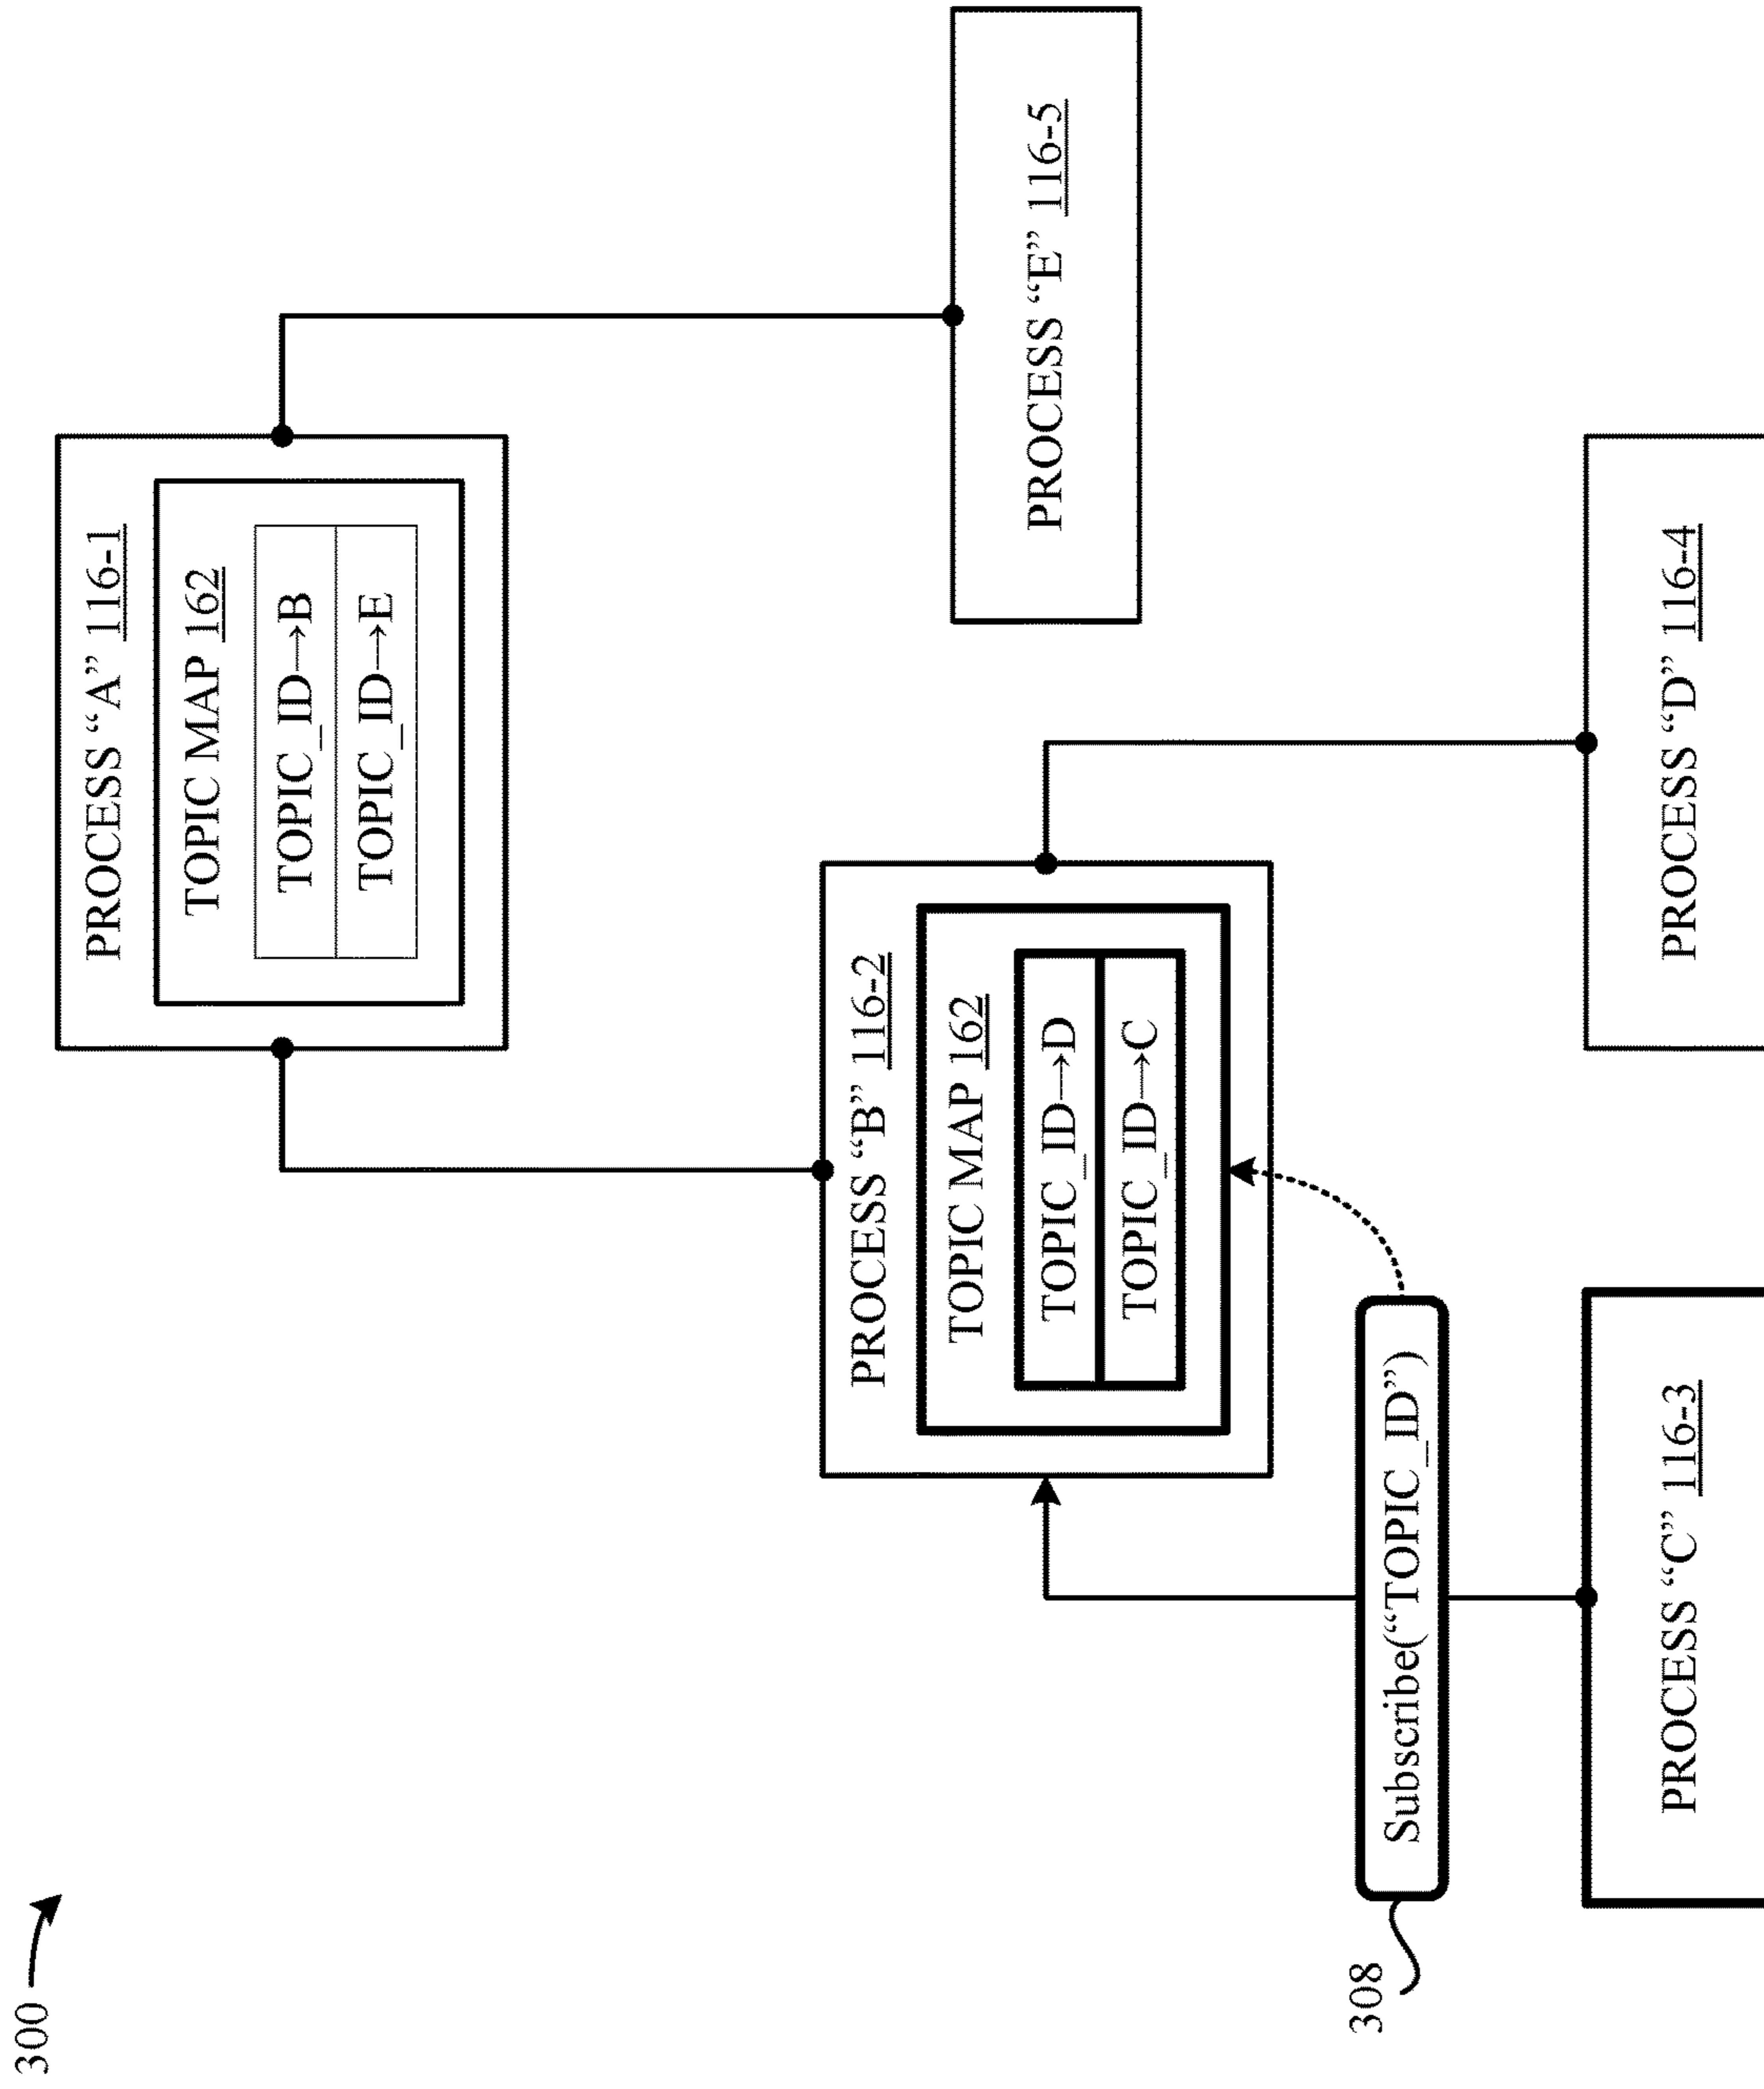 300
PROCESS “A” 116-1
TOPIC MAP 162
TOPIC_ID→B
TOPIC_ID→E
PROCESS “B” 116-2
TOPIC MAP 162
TOPIC_ID→D
TOPIC_ID→C
PROCESS “E” 116-5
308
Subscribe(“TOPIC_ID”)
PROCESS “C” 116-3
PROCESS “D” 116-4